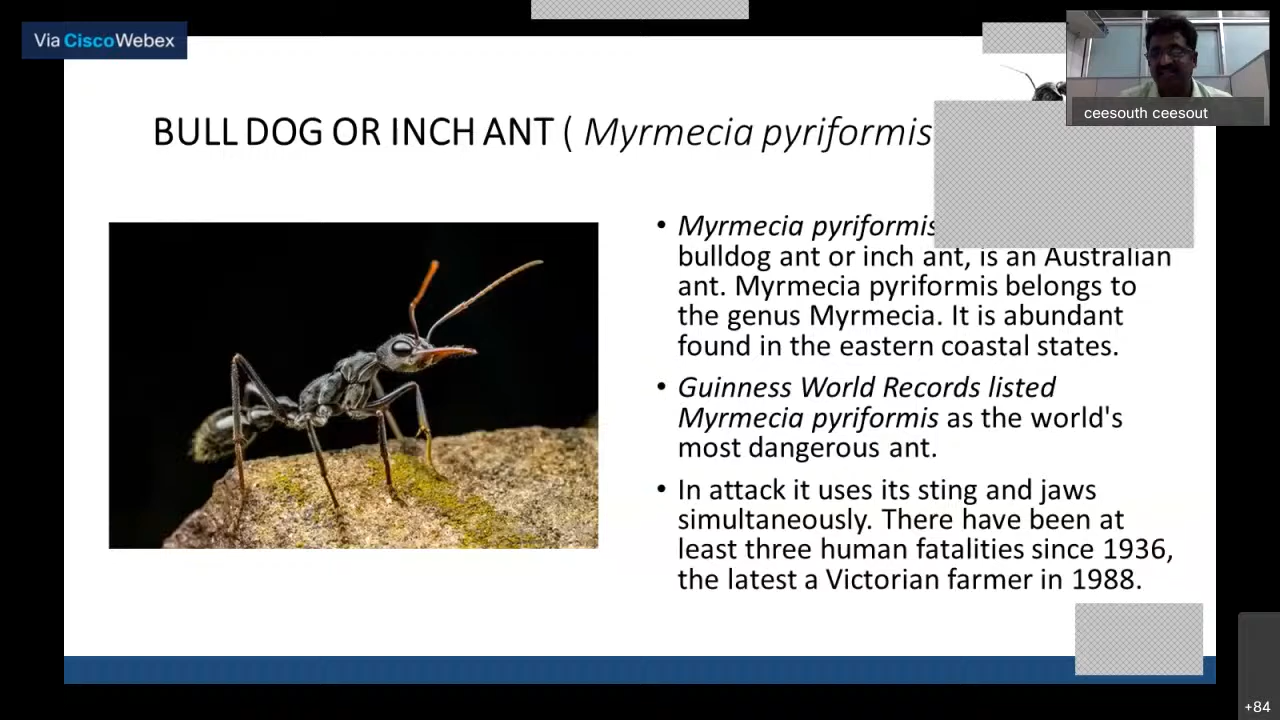 Via CiscoWebex
ceesouth ceesout
BULL DOG OR INCH ANT ( Myrmecia pyriformis
• Myrmecia pyriformis
bulldog ant or inch ant, is an Australian
ant. Myrmecia pyriformis belongs to
the genus Myrmecia. It is abundant
found in the eastern coastal states.
• Guinness World Records listed
Myrmecia pyriformis as the world's
most dangerous ant.
• In attack it uses its sting and jaws
simultaneously. There have been at
least three human fatalities since 1936,
the latest a Victorian farmer in 1988.
+84